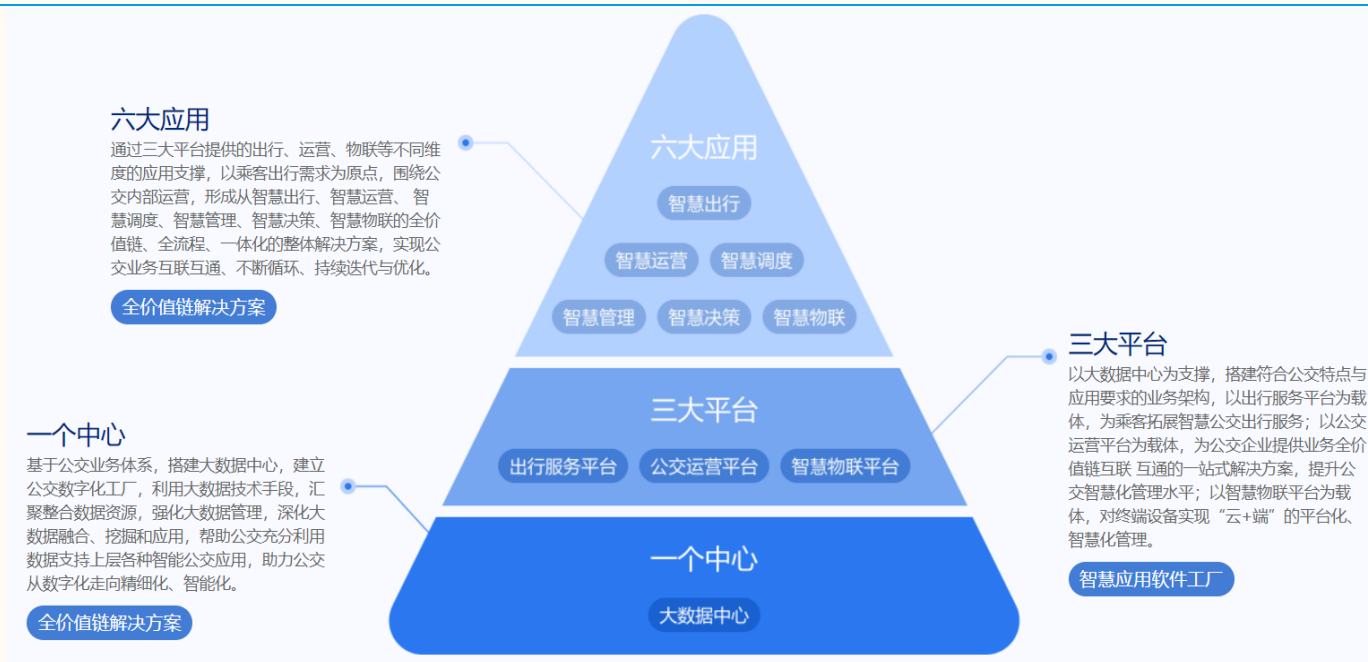 六大应用
通过三大平台提供的出行、运营、物联等不同维
度的应用支撑，以乘客出行需求为原点，围绕公
交内部运营，形成从智慧出行、智慧运营、 智
慧调度、智慧管理、智慧决策、智慧物联的全价
值链、全流程、一体化的整体解决方案，实现公
交业务互联互通、不断循环、持续迭代与优化。
全价值链解决方案
六大应用
智慧出行
智慧运营 智慧调度
智慧管理 智慧决策 智慧物联
三大平台
以大数据中心为支撑，搭建符合公交特点与
应用要求的业务架构，以出行服务平台为载
体，为乘客拓展智慧公交出行服务；以公交
运营平台为载体，为公交企业提供业务全价
值链互联 互通的一站式解决方案，提升公
交智慧化管理水平；以智慧物联平台为载
体，对终端设备实现“云+端”的平台化、
智慧化管理。
智慧应用软件工厂
三大平台
出行服务平台 公交运营平台 智慧物联平台
一个中心
基于公交业务体系，搭建大数据中心，建立
公交数字化工厂，利用大数据技术手段，汇
聚整合数据资源，强化大数据管理，深化大
数据融合、挖掘和应用，帮助公交充分利用
数据支持上层各种智能公交应用，助力公交
从数字化走向精细化、智能化。
全价值链解决方案
一个中心
大数据中心